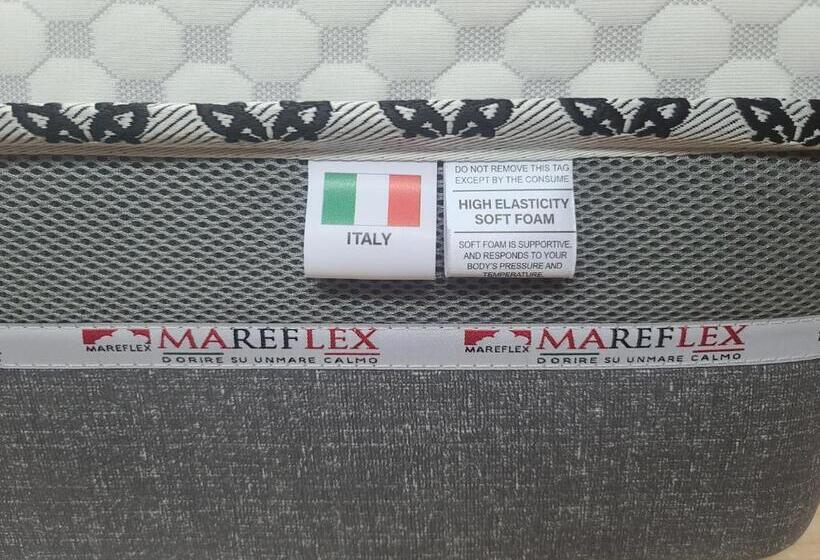 ITALY
DO NOT REMOVE THIS TAG
EXCEPT BY THE CONSUME
HIGH ELASTICITY
SOFT FOAM
SOFT FOAM IS SUPPORTIVE,
AND RESPONDS TO YOUR
BODY'S PRESSURE AND
TEMPERATURE.
MAREFLEX MAREFLEX
DORIRE SU UNMARE CALMO
MAREFLEX MAREFLEX
DORIRE SU UNMARE CALMO